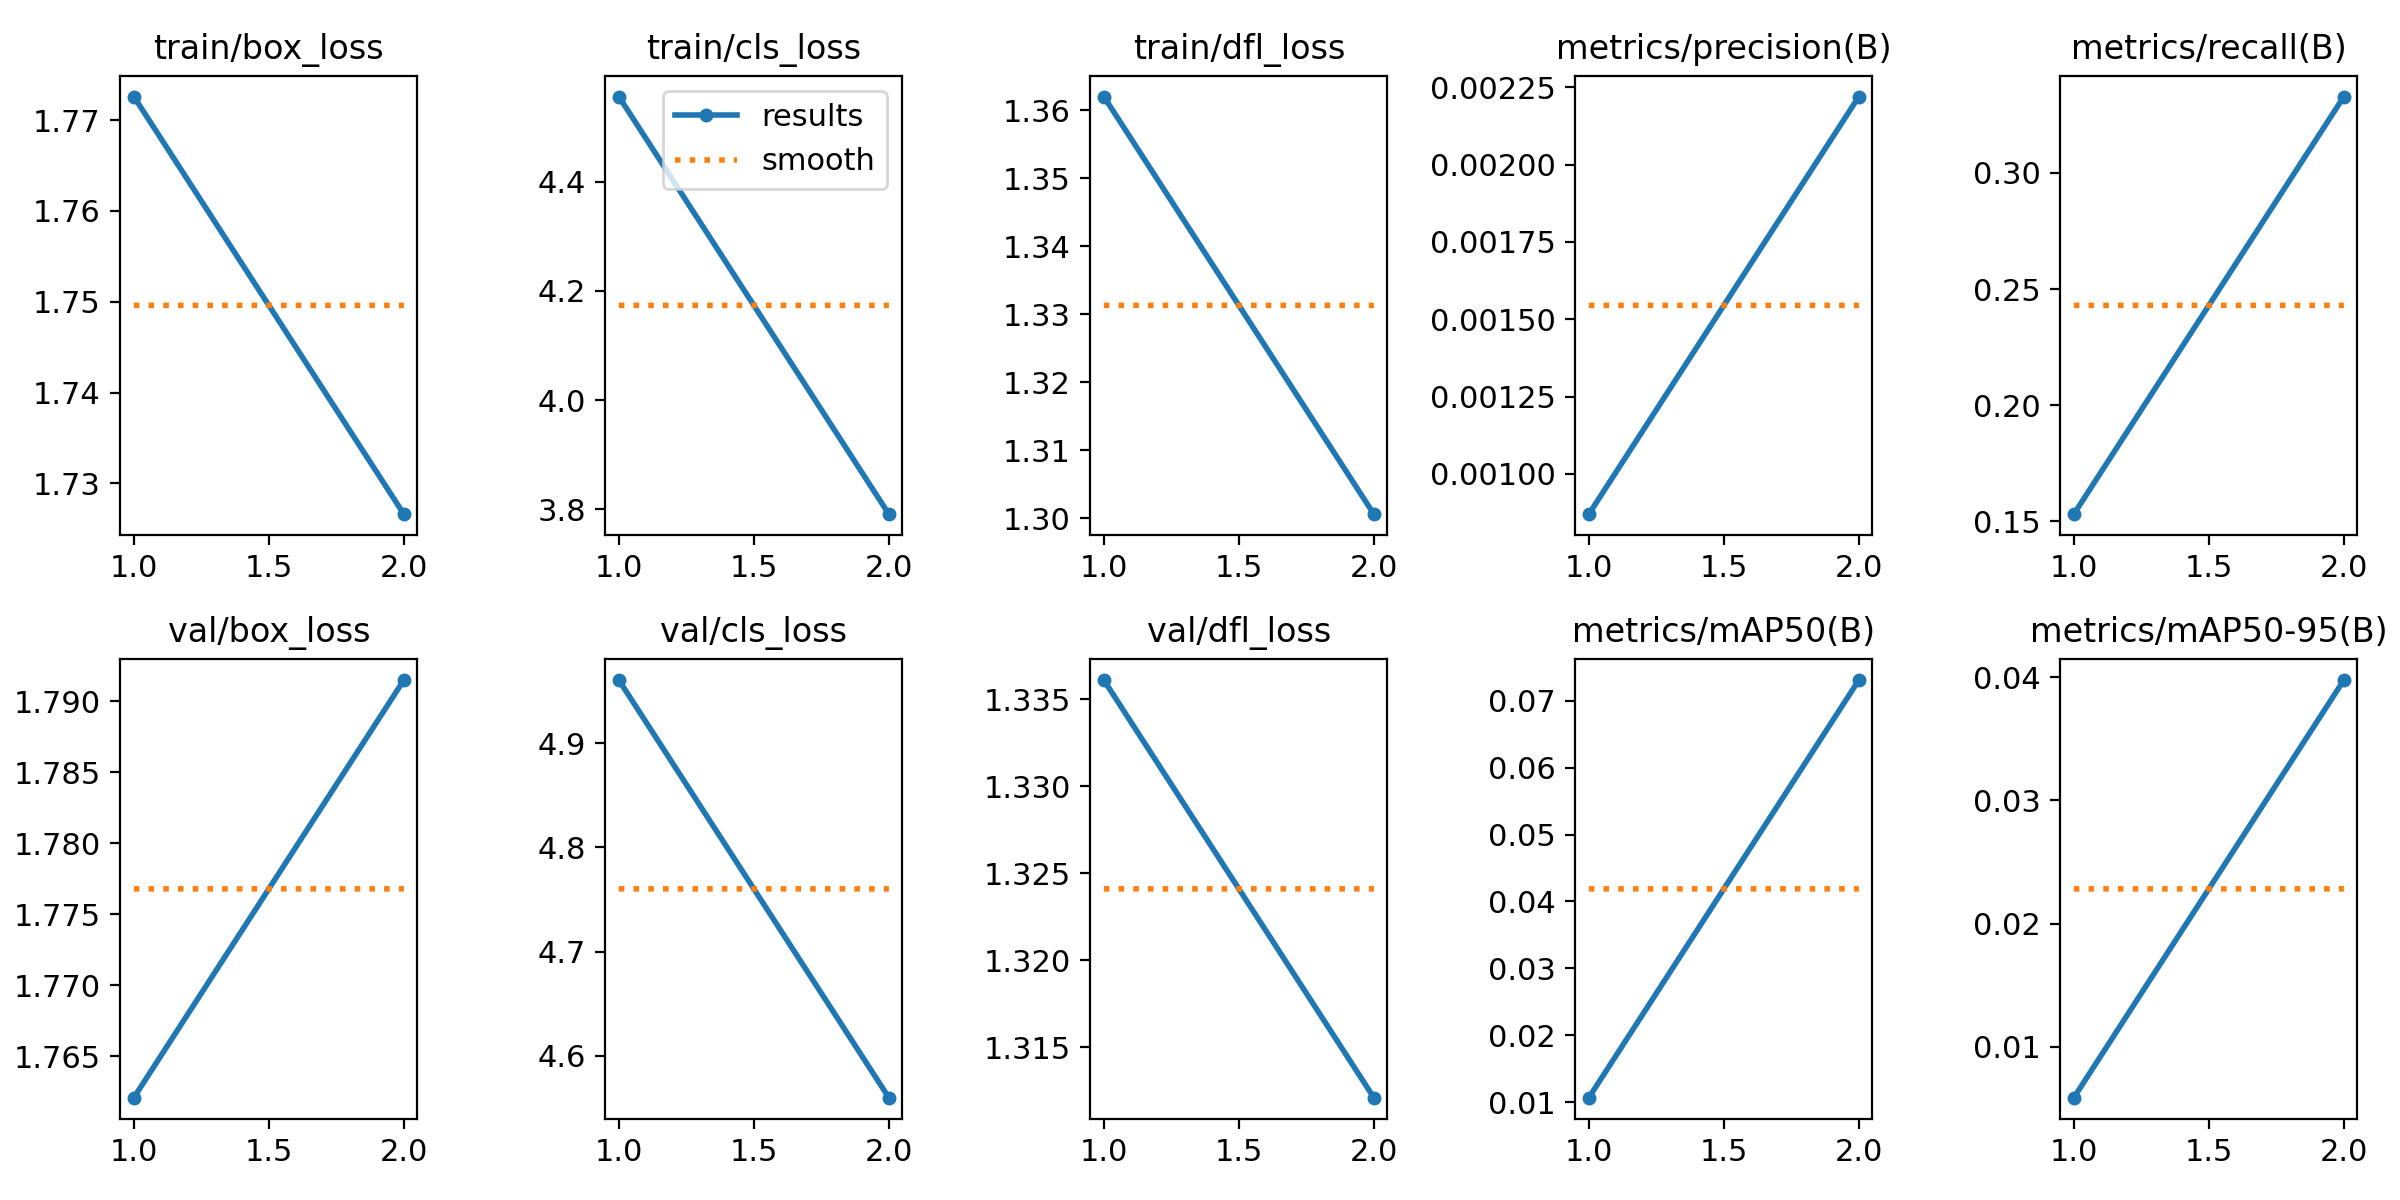 train/box_loss
1.77
1.76
1.75
1.74
1.73
1.0 1.5 2.0
train/cls_loss
results
smooth
4.4
4.2
4.0
3.8
1.0 1.5 2.0
train/dfl_loss
1.36
1.35
1.34
1.33
1.32
1.31
1.30
1.0 1.5 2.0
metrics/precision(B)
0.00225
0.00200
0.00175
0.00150
0.00125
0.00100
1.0 1.5 2.0
metrics/recall(B)
0.30
0.25
0.20
0.15
1.0 1.5 2.0
val/box_loss
1.790
1.785
1.780
1.775
1.770
1.765
1.0 1.5 2.0
val/cls_loss
4.9
4.8
4.7
4.6
1.0 1.5 2.0
val/dfl_loss
1.335
1.330
1.325
1.320
1.315
1.0 1.5 2.0
metrics/mAP50(B)
0.07
0.06
0.05
0.04
0.03
0.02
0.01
1.0 1.5 2.0
metrics/mAP50-95(B)
0.04
0.03
0.02
0.01
1.0 1.5 2.0